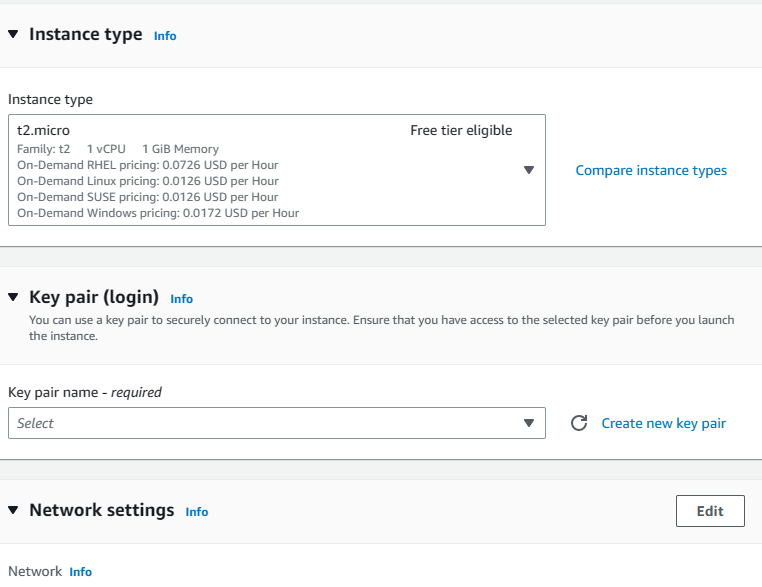 Instance type Info
Instance type
t2.micro Free tier eligible
Family: t2 1 vCPU 1 GiB Memory
On-Demand RHEL pricing: 0.0726 USD per Hour
On-Demand Linux pricing: 0.0126 USD per Hour
On-Demand SUSE pricing: 0.0126 USD per Hour
On-Demand Windows pricing: 0.0172 USD per Hour
Compare instance types
Key pair (login) Info
You can use a key pair to securely connect to your instance. Ensure that you have access to the selected key pair before you launch
the instance.
Key pair name - required
Select
Create new key pair
Network settings Info
Edit
Network Info